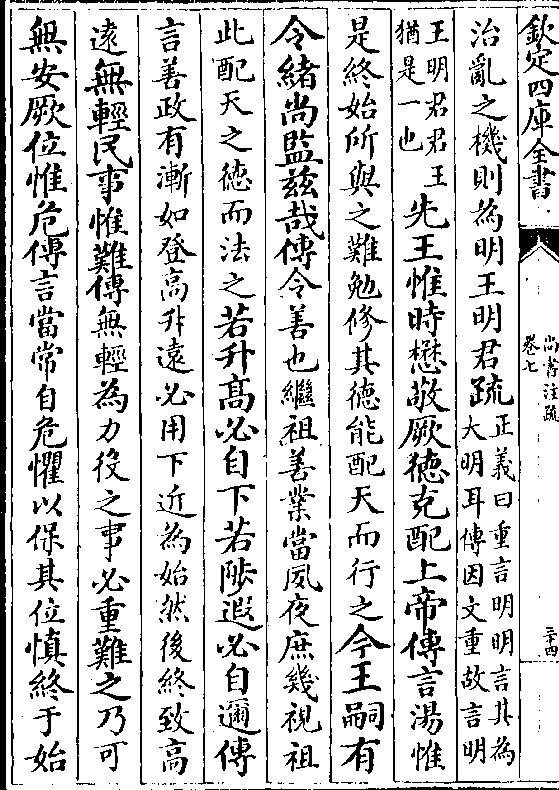 欽定四庫全書
尚書注疏
卷七
二十四
治亂之機則為明王明君疏正義曰重言明明言其為
大明耳傳因文重故言明
王明君君王
猶是一也先王惟時懋敬厥德克配上帝傳言湯惟
是終始所與之難勉修其德能配天而行之今王嗣有
令緒尚監茲哉傳令善也繼祖善業當夙夜庶幾視祖
此配天之德而法之若升髙必自下若陟遐必自邇傳
言善政有漸如登高升遠必用下近為始然後終致高
遠無輕民事惟難傳無輕為力役之事必重難之乃可
無安厥位惟危傳言當常自危懼以保其位慎終于始